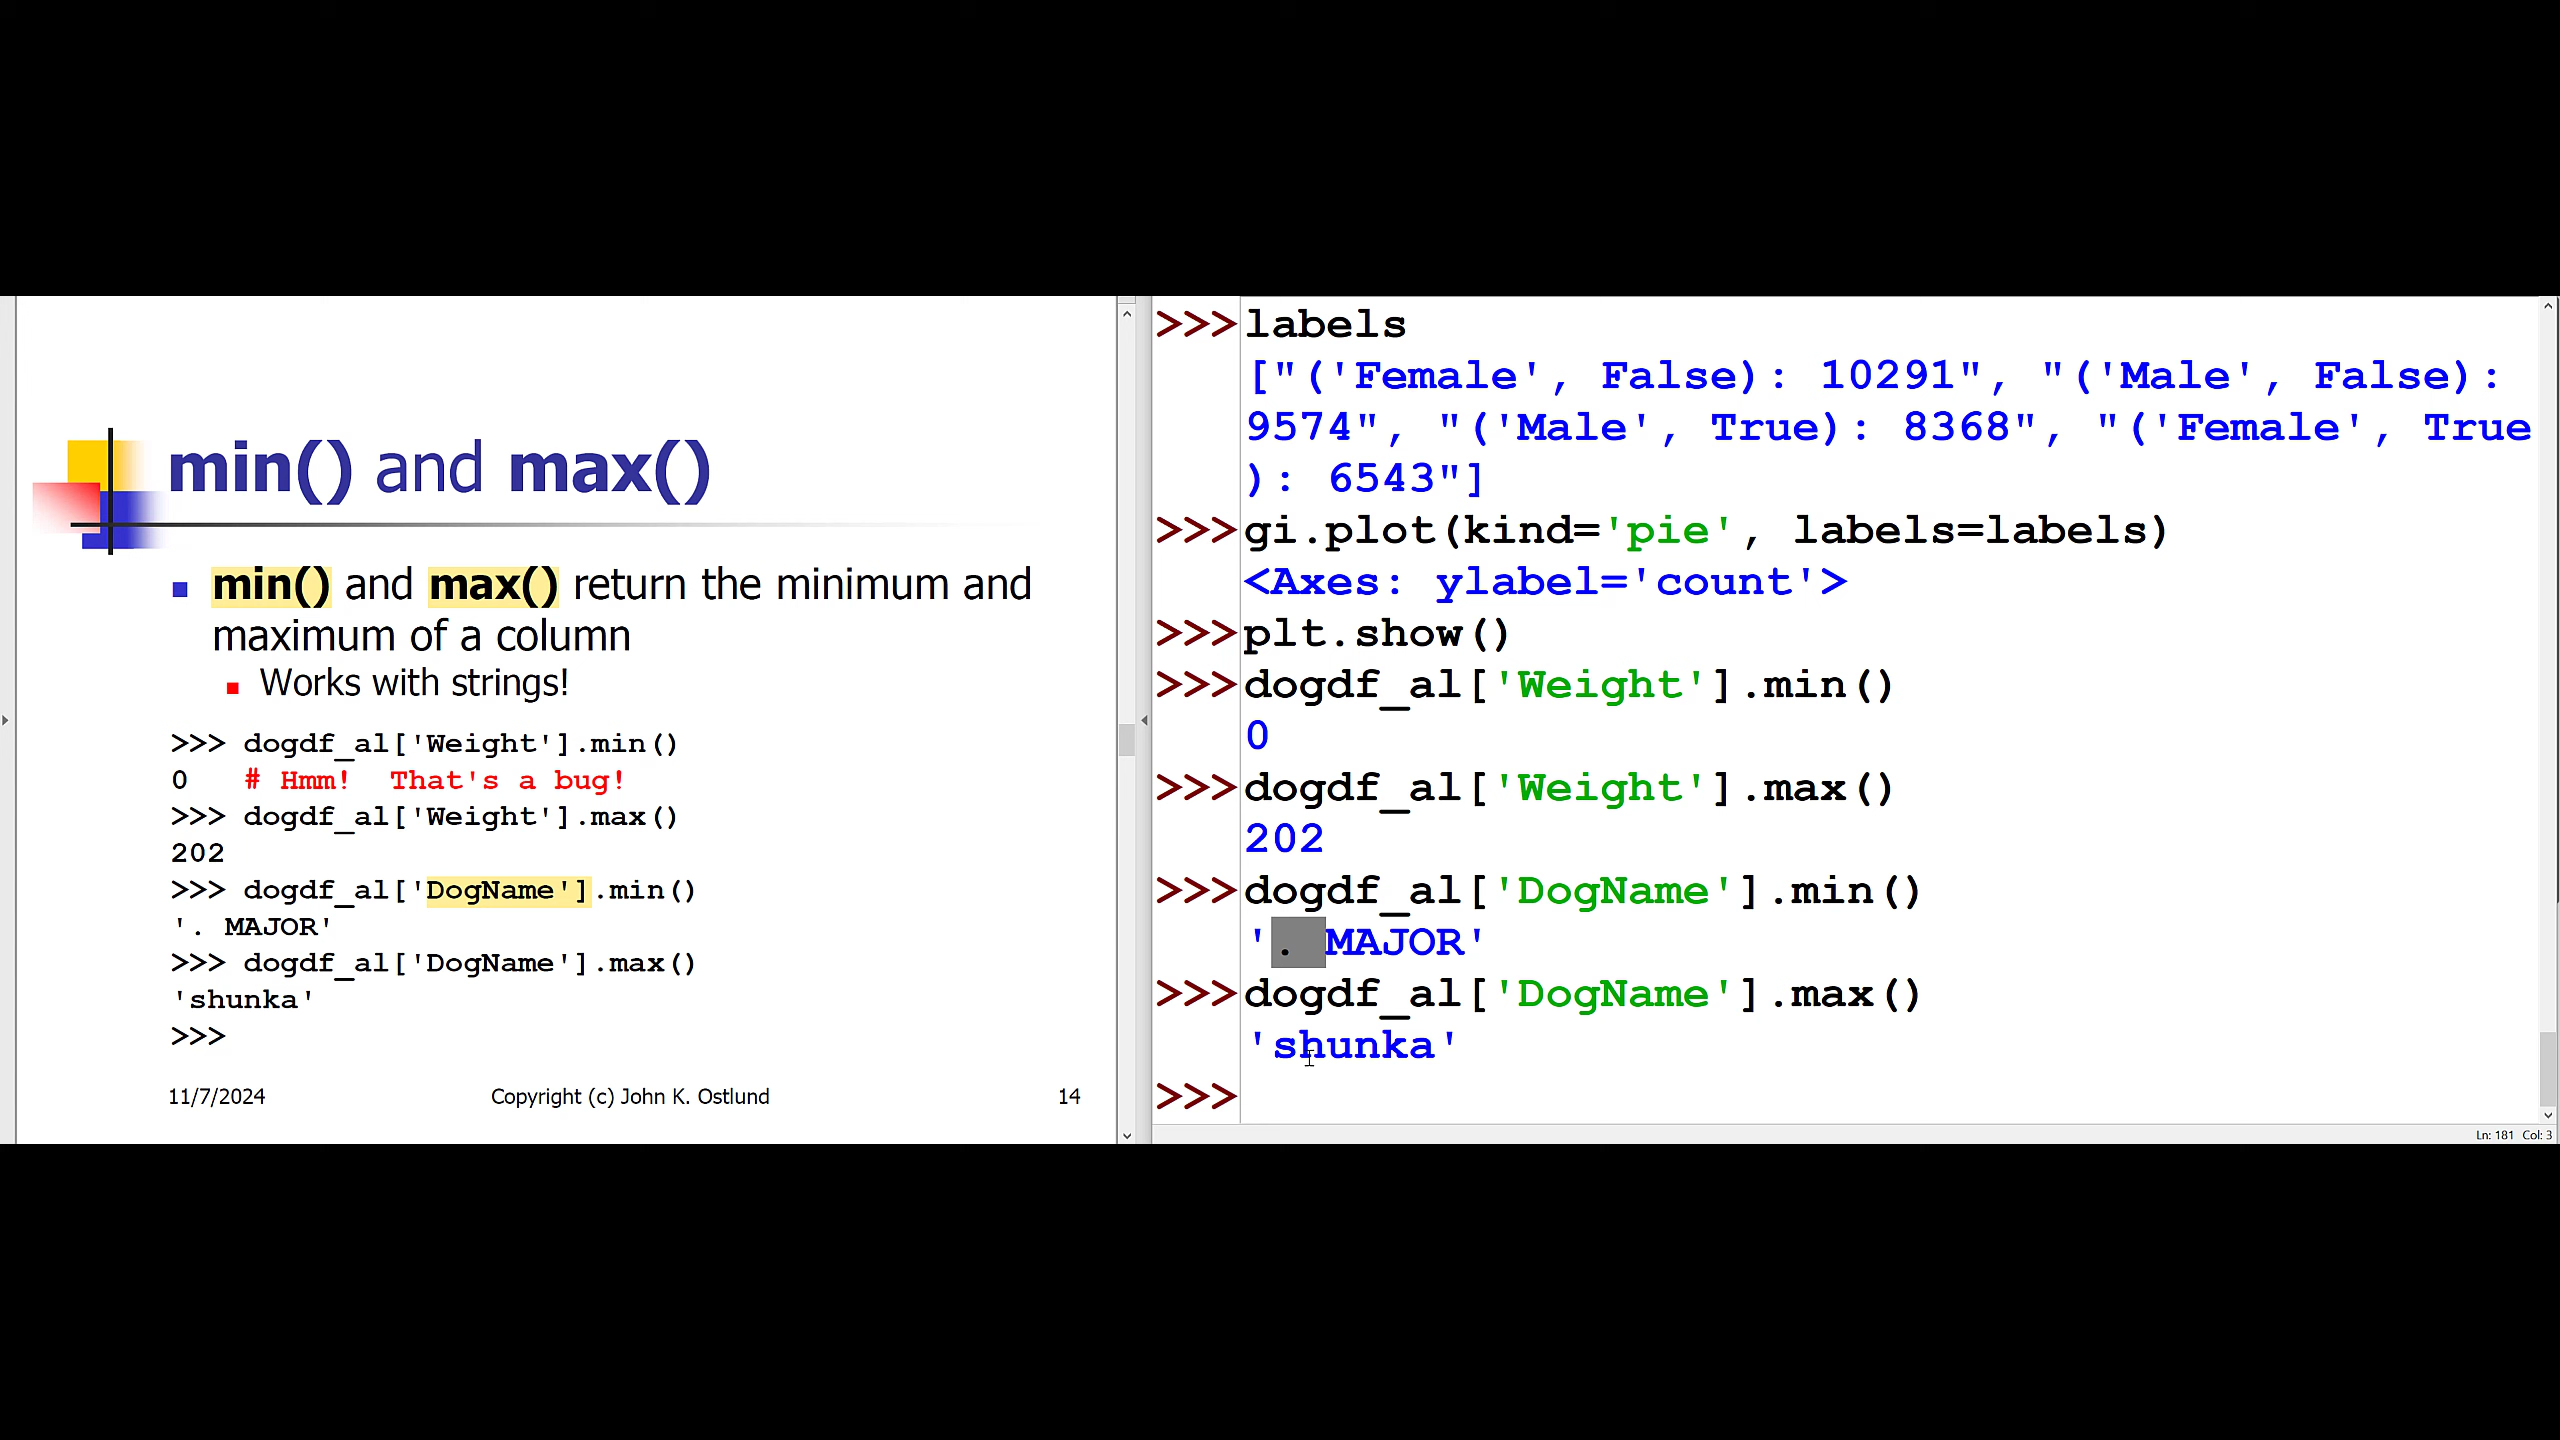 min() and max()
min() and max() return the minimum and
maximum of a column
Works with strings!
>>> dogdf_al['Weight'].min()
0   # Hmm!  That's a bug!
>>> dogdf_al['Weight'].max()
202
>>> dogdf_al['DogName'].min()
'. MAJOR'
>>> dogdf_al['DogName'].max()
'shunka'
>>>
11/7/2024 Copyright (c) John K. Ostlund 14
>>> labels
["('Female', False): 10291", "('Male', False):
9574", "('Male', True): 8368", "('Female', True
): 6543"]
>>> gi.plot(kind='pie', labels=labels)
<Axes: ylabel='count'>
>>> plt.show()
>>> dogdf_al['Weight'].min()
0
>>> dogdf_al['Weight'].max()
202
>>> dogdf_al['DogName'].min()
'. MAJOR'
>>> dogdf_al['DogName'].max()
'shunka'
>>>
Ln: 181 Col: 3